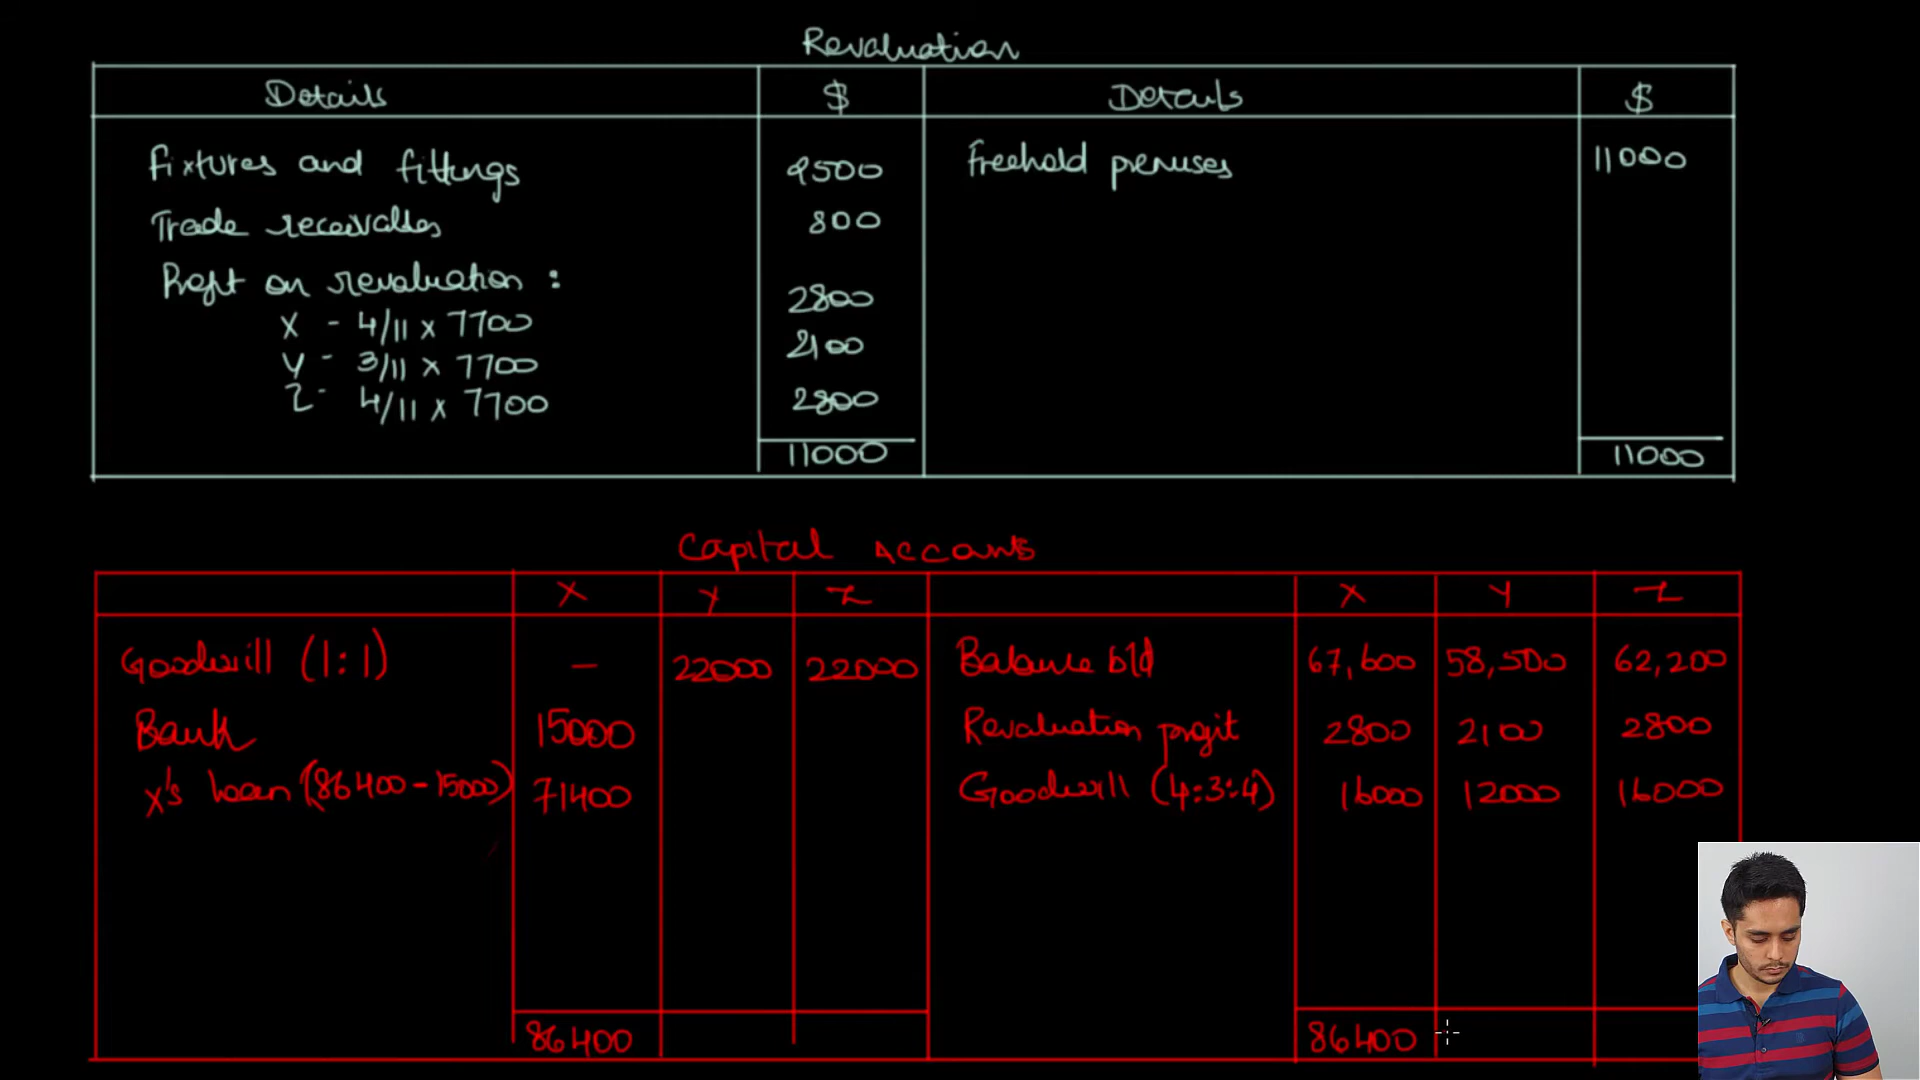 Revaluation
Details $ Details $
Fixtures and fittings 2500 Freehold premises 11000
Trade receivables 800
Profit on revaluation :
X - 4/11 x 7700 2800
Y - 3/11 x 7700 2100
Z - 4/11 x 7700 2800
11000 11000
Capital Accounts
X Y Z X Y Z
Goodwill (1:1) - 22000 22000 Balance b/d 67,600 58,500 62,200
Bank 15000 Revaluation profit 2800 2100 2800
X's loan (86400-15000) 71400 Goodwill (4:3:4) 16000 12000 16000
86400 86400